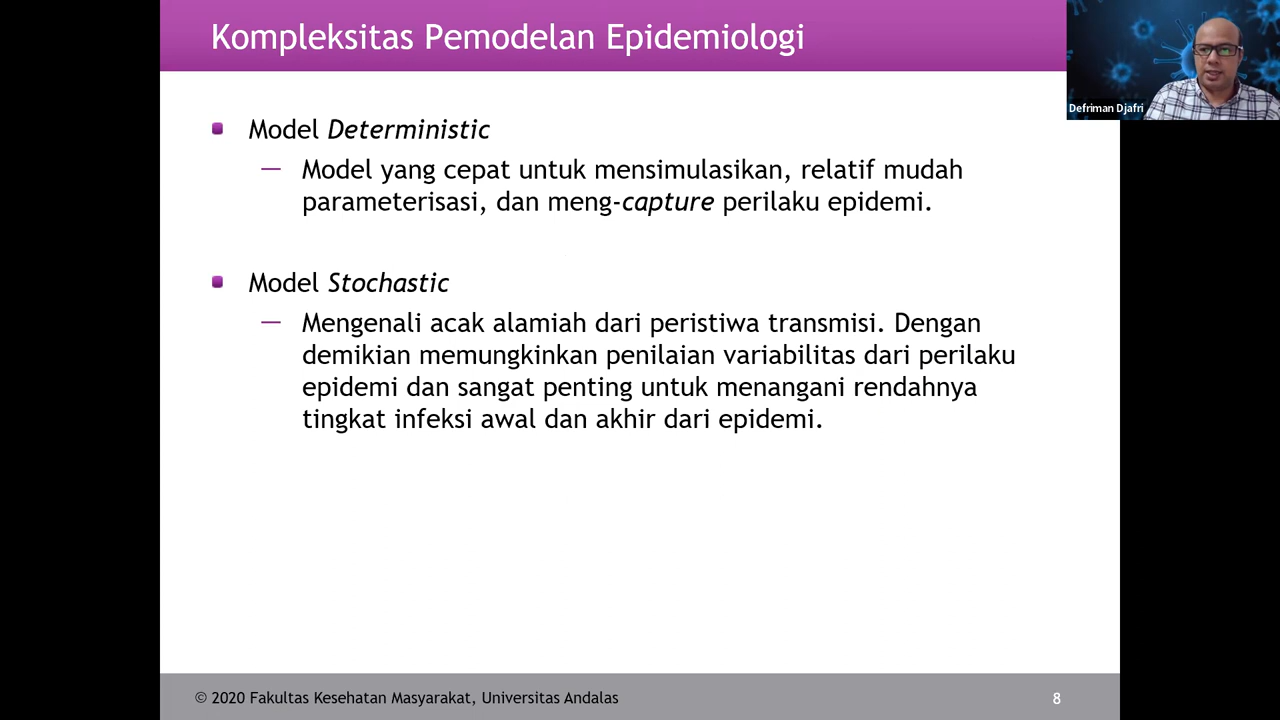 Kompleksitas Pemodelan Epidemiologi
Defriman Djafri
Model Deterministic
— Model yang cepat untuk mensimulasikan, relatif mudah
parameterisasi, dan meng-capture perilaku epidemi.
Model Stochastic
— Mengenali acak alamiah dari peristiwa transmisi. Dengan
demikian memungkinkan penilaian variabilitas dari perilaku
epidemi dan sangat penting untuk menangani rendahnya
tingkat infeksi awal dan akhir dari epidemi.
© 2020 Fakultas Kesehatan Masyarakat, Universitas Andalas
8